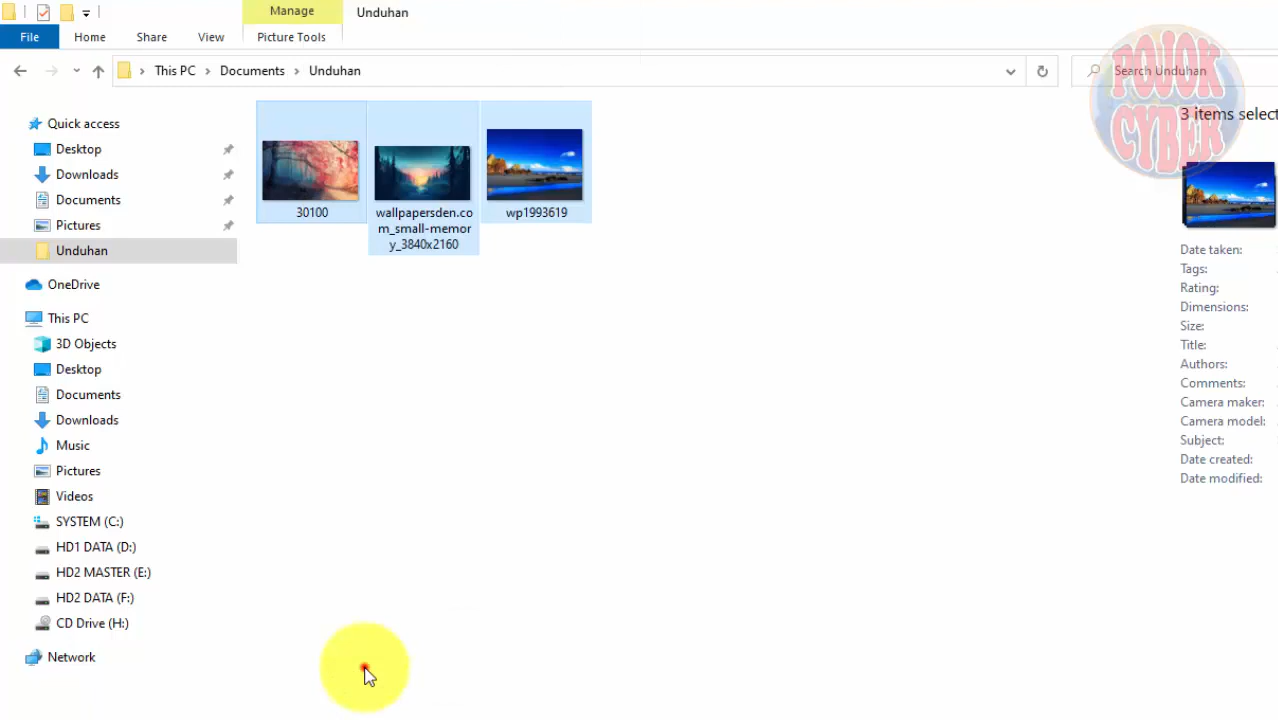 Manage
Unduhan
File
Home
Share
View
Picture Tools
This PC
Documents
Unduhan
Search Unduhan
POJOK
CYBER
Quick access
Desktop
Downloads
Documents
Pictures
Unduhan
OneDrive
This PC
3D Objects
Desktop
Documents
Downloads
Music
Pictures
Videos
SYSTEM (C:)
HD1 DATA (D:)
HD2 MASTER (E:)
HD2 DATA (F:)
CD Drive (H:)
Network
30100
wallpapersden.co
m_small-memor
y_3840x2160
wp1993619
3 items select
Date taken:
Tags:
Rating:
Dimensions:
Size:
Title:
Authors:
Comments:
Camera maker:
Camera model:
Subject:
Date created:
Date modified: